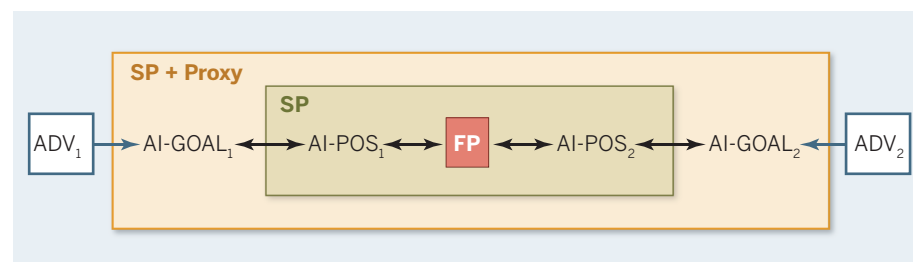 SP + Proxy
SP
ADV₁ AI-GOAL₁ AI-POS₁ FP AI-POS₂ AI-GOAL₂ ADV₂